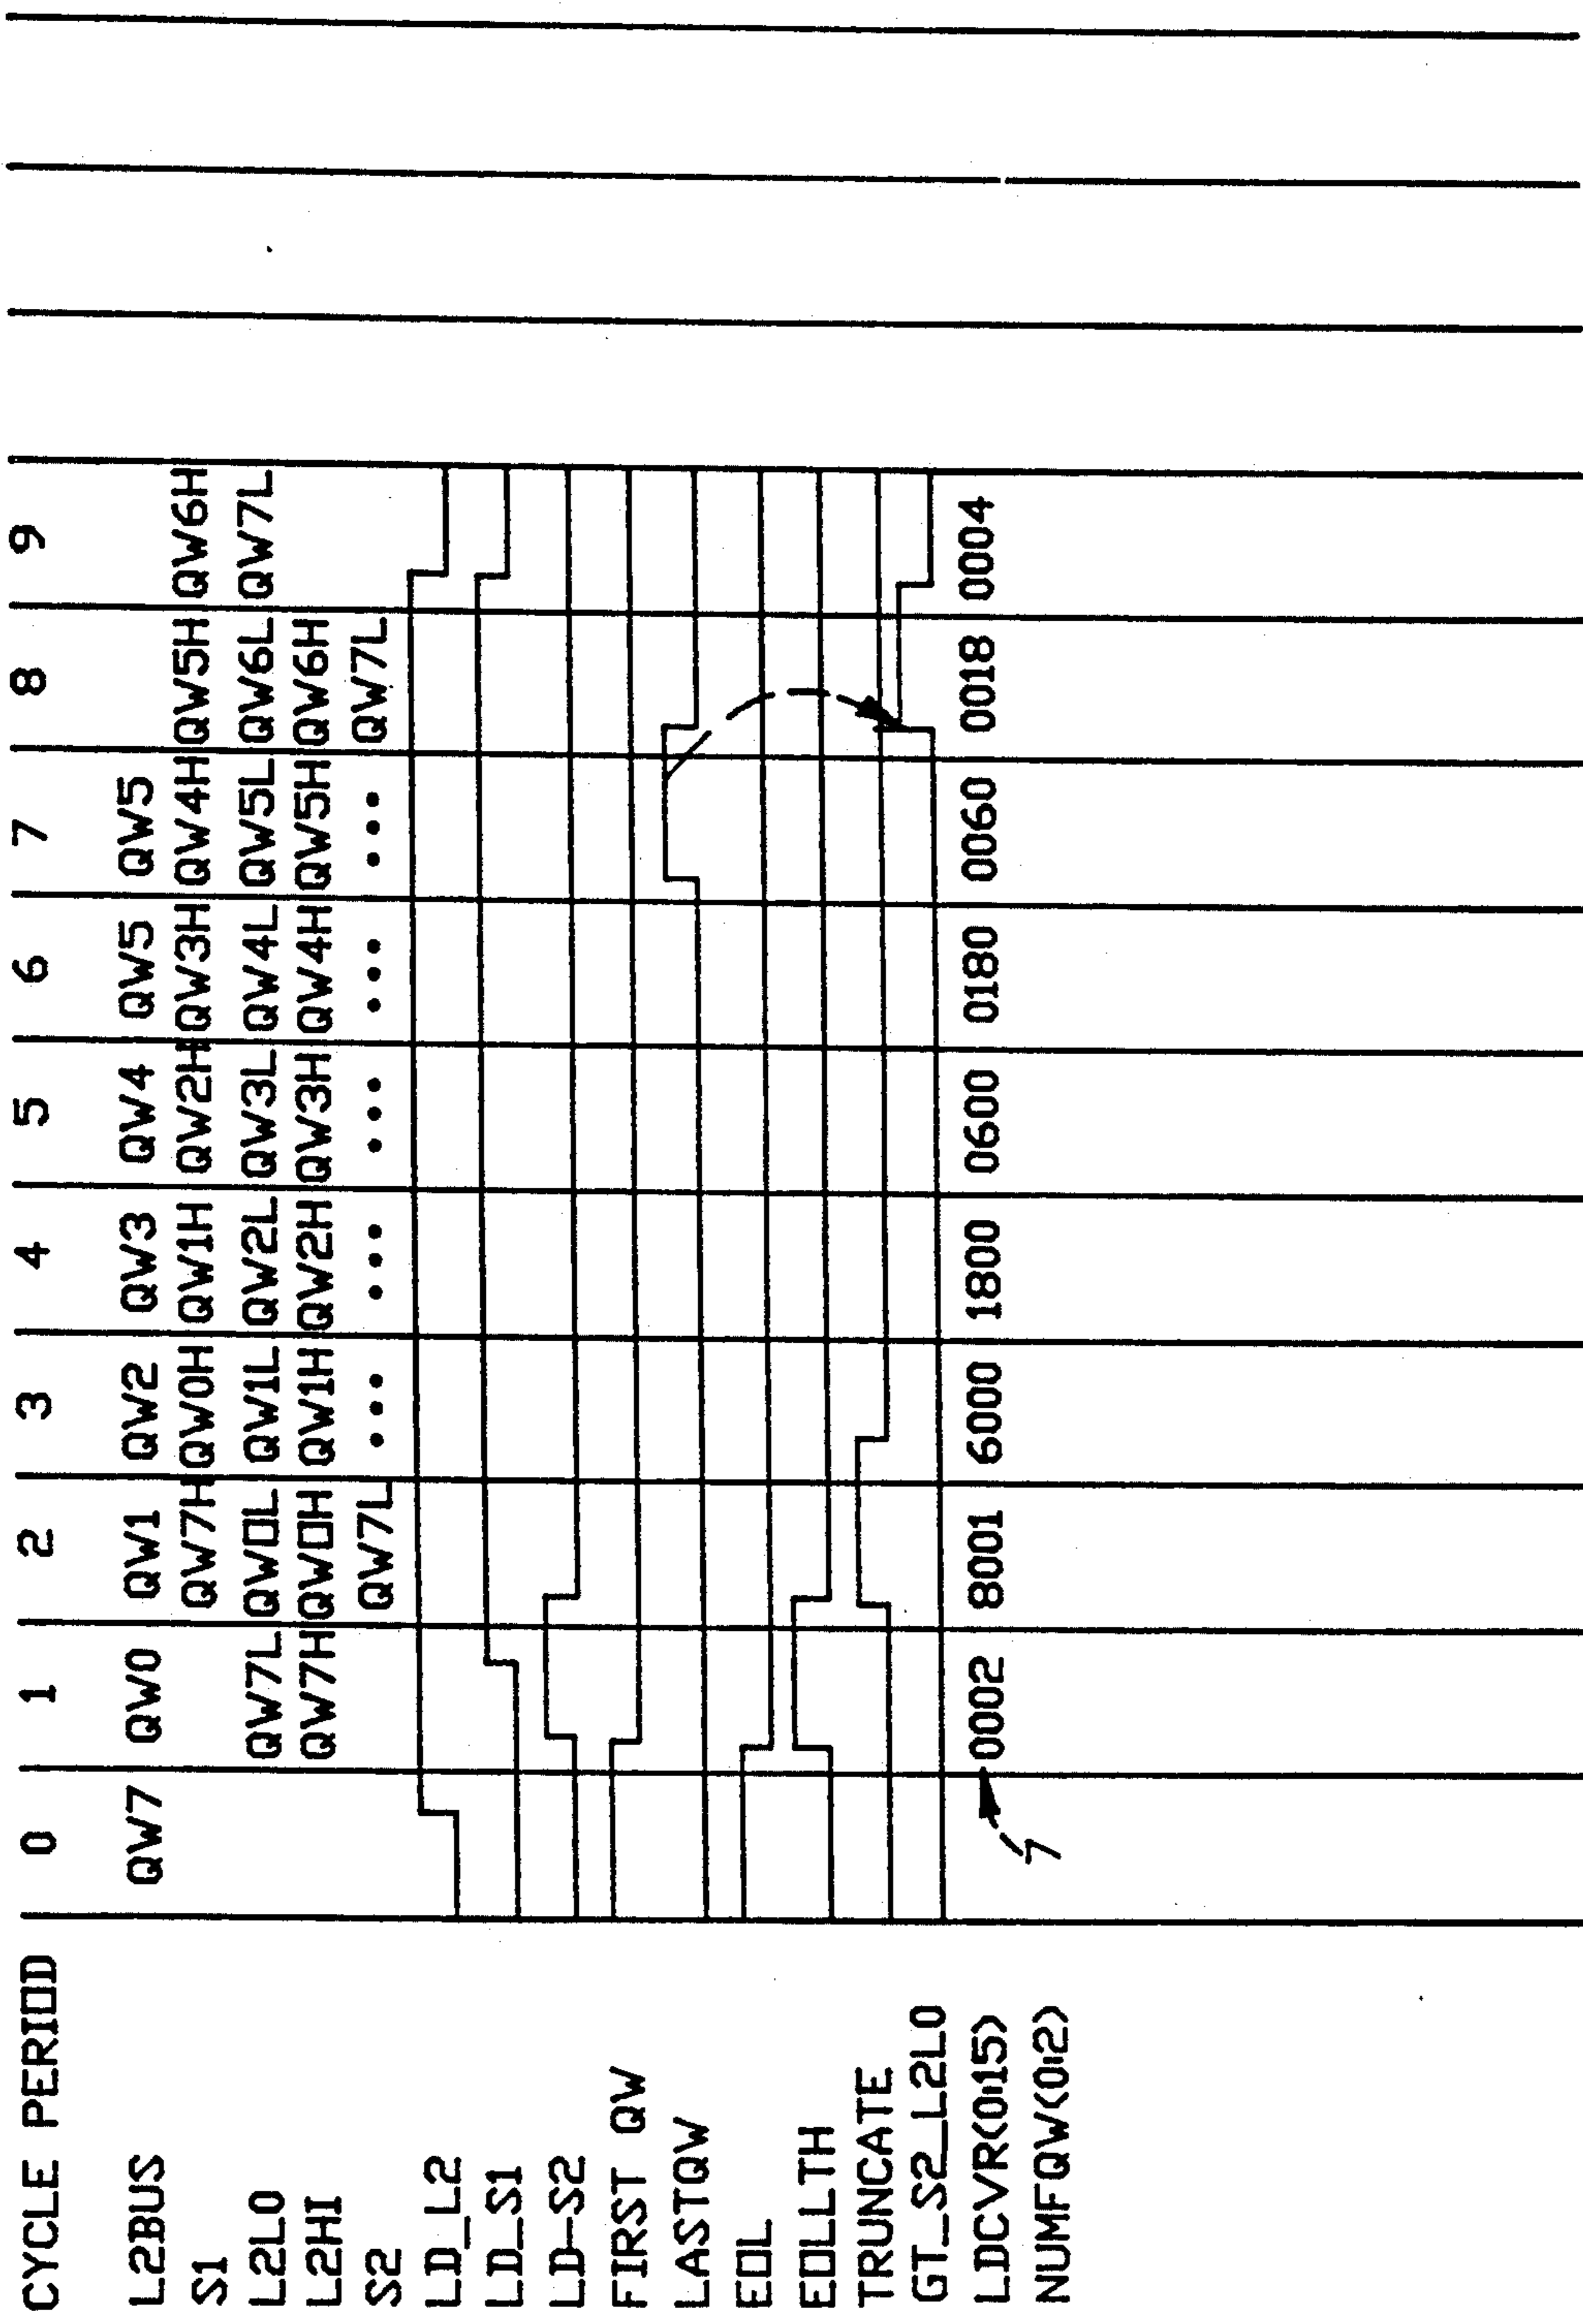 CYCLE PERIOD 0 1 2 3 4 5 6 7 8 9
L2BUS QW7 QW0 QW1 QW2 QW3 QW4 QW5 QW5
S1 QW7H QW0H QW1H QW2H QW3H QW4H QW5H QW6H
L2LO QW7L QW0L QW1L QW2L QW3L QW4L QW5L QW6L QW7L
L2HI QW7H QW0H QW1H QW2H QW3H QW4H QW5H QW6H
S2 QW7L ... ... ... ... ... QW7L
LD_L2
LD_S1
LD-S2
FIRST QW
LASTQW
EOL
EOLLTH
TRUNCATE
GT_S2_L2LO
LDCVR(0:15) 0002 8001 6000 1800 0600 0180 0060 0018 0004
NUMFQW(0:2) 7